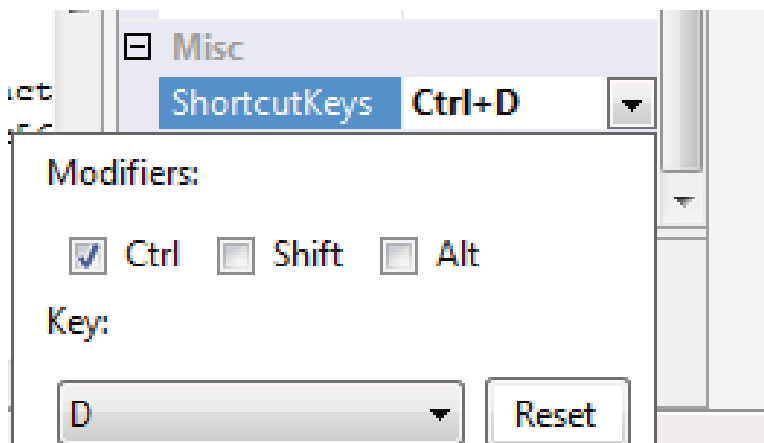 Misc
ShortcutKeys Ctrl+D
Modifiers:
Ctrl Shift Alt
Key:
D Reset